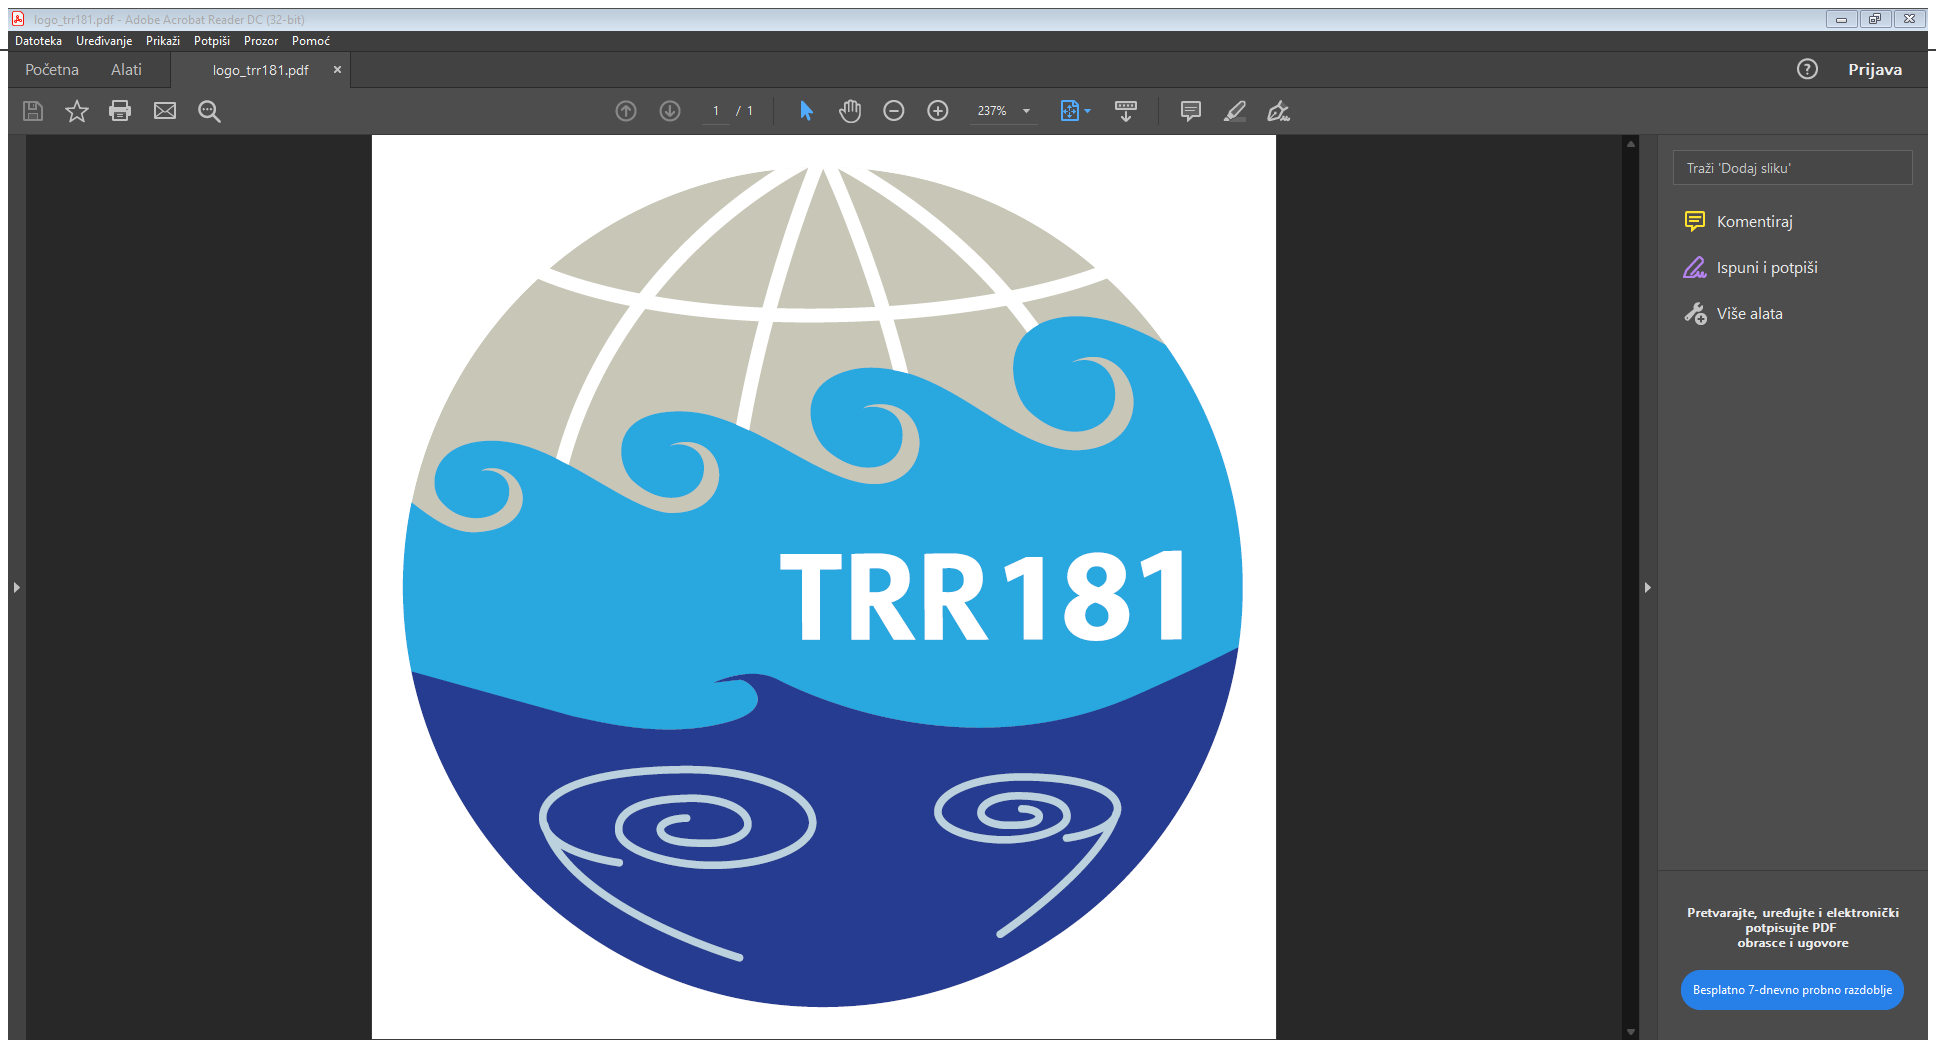 logo_trr181.pdf - Adobe Acrobat Reader DC (32-bit)
Datoteka Uređivanje Prikaži Potpiši Prozor Pomoć
Početna Alati logo_trr181.pdf × ? Prijava
1 / 1 237%
Traži 'Dodaj sliku'
Komentiraj
Ispuni i potpiši
Više alata
TRR181
Pretvarajte, uređujte i elektronički
potpisujte PDF
obrasce i ugovore
Besplatno 7-dnevno probno razdoblje